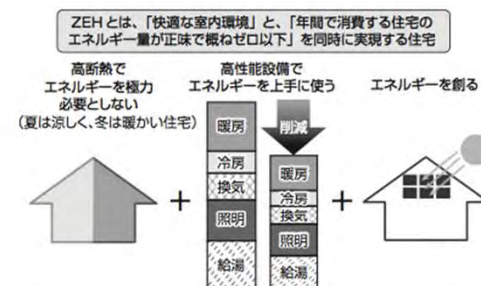 ZEHとは、「快適な室内環境」と、「年間で消費する住宅の
エネルギー量が正味で概ねゼロ以下」を同時に実現する住宅
高断熱で
エネルギーを極力
必要としない
(夏は涼しく、冬は暖かい住宅)
高性能設備で
エネルギーを上手に使う
エネルギーを創る
暖房
冷房
換気
照明
給湯
削減
暖房
冷房
換気
照明
給湯
+
+